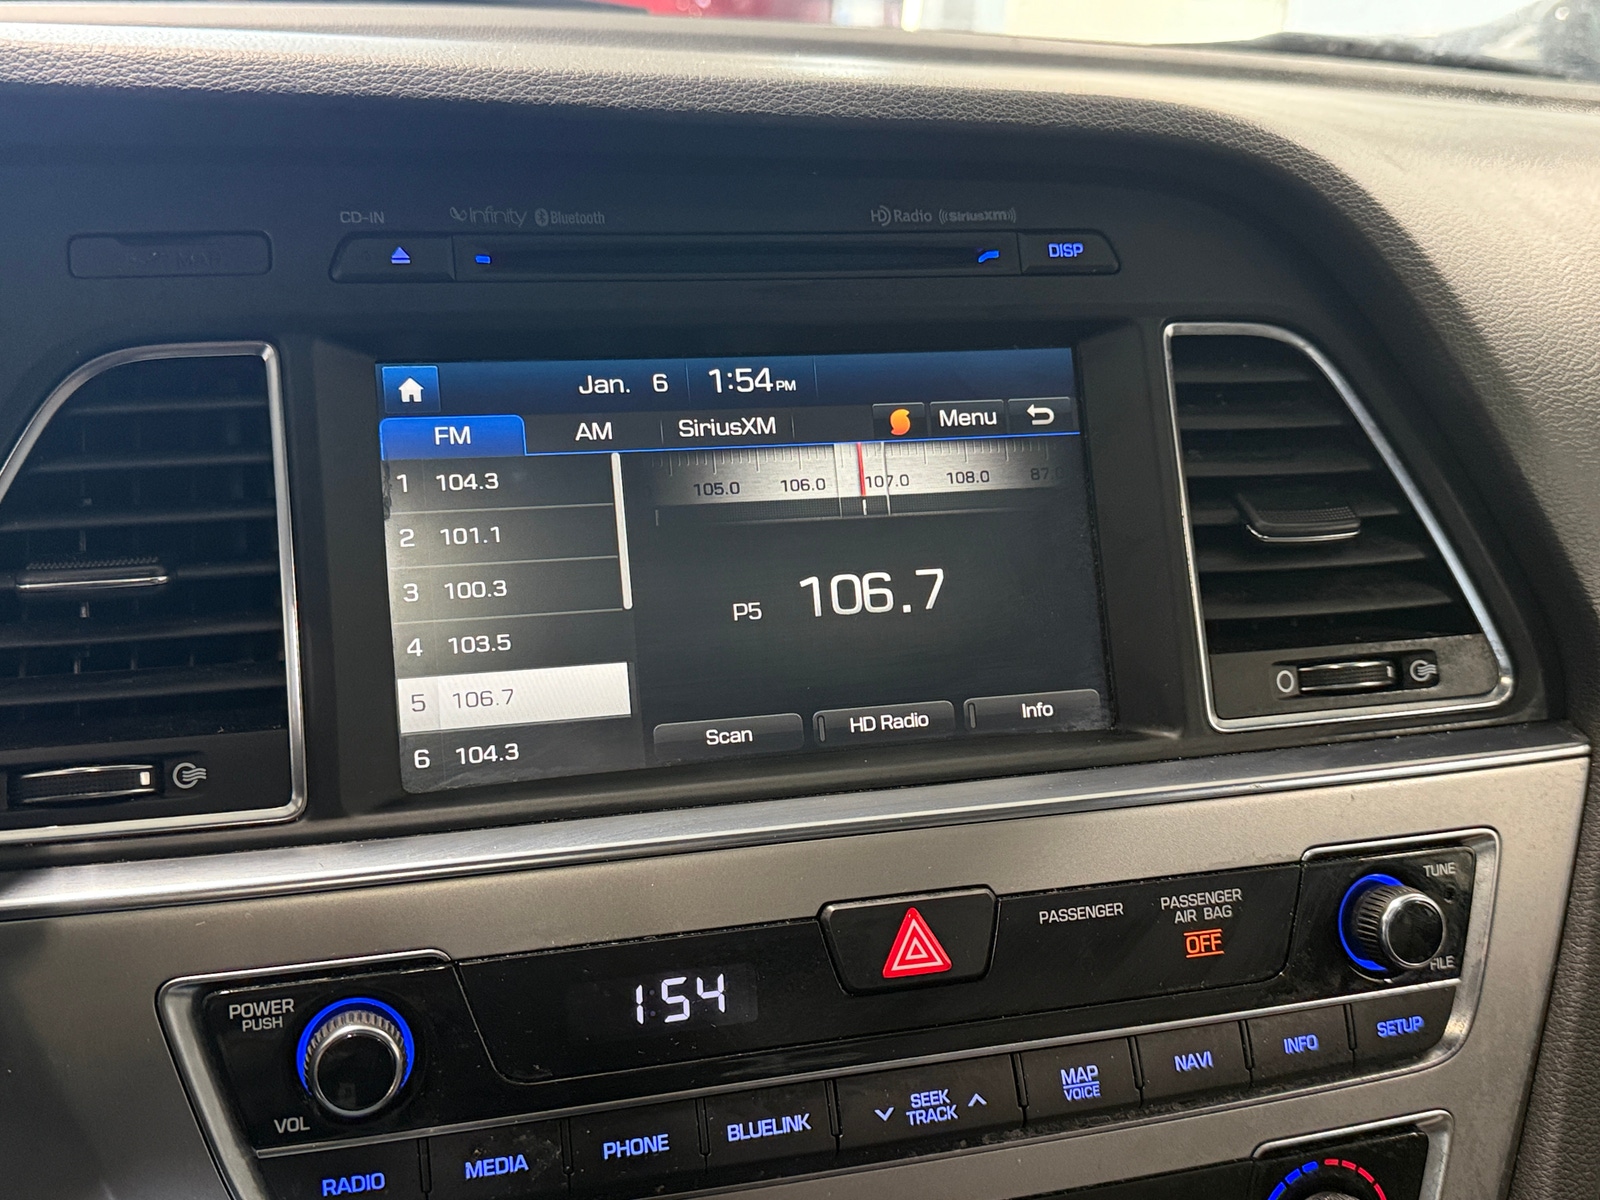 CD-IN
Infinity Bluetooth
HD Radio ((SiriusXM))
DISP
Jan. 6 1:54 PM
FM AM SiriusXM Menu
1 104.3
2 101.1
3 100.3
4 103.5
5 106.7
6 104.3
105.0 106.0 107.0 108.0 87.0
P5 106.7
Scan HD Radio Info
PASSENGER
PASSENGER
AIR BAG
OFF
TUNE
FILE
POWER
PUSH
VOL
1:54
RADIO
MEDIA
PHONE
BLUELINK
SEEK
TRACK
MAP
VOICE
NAVI
INFO
SETUP